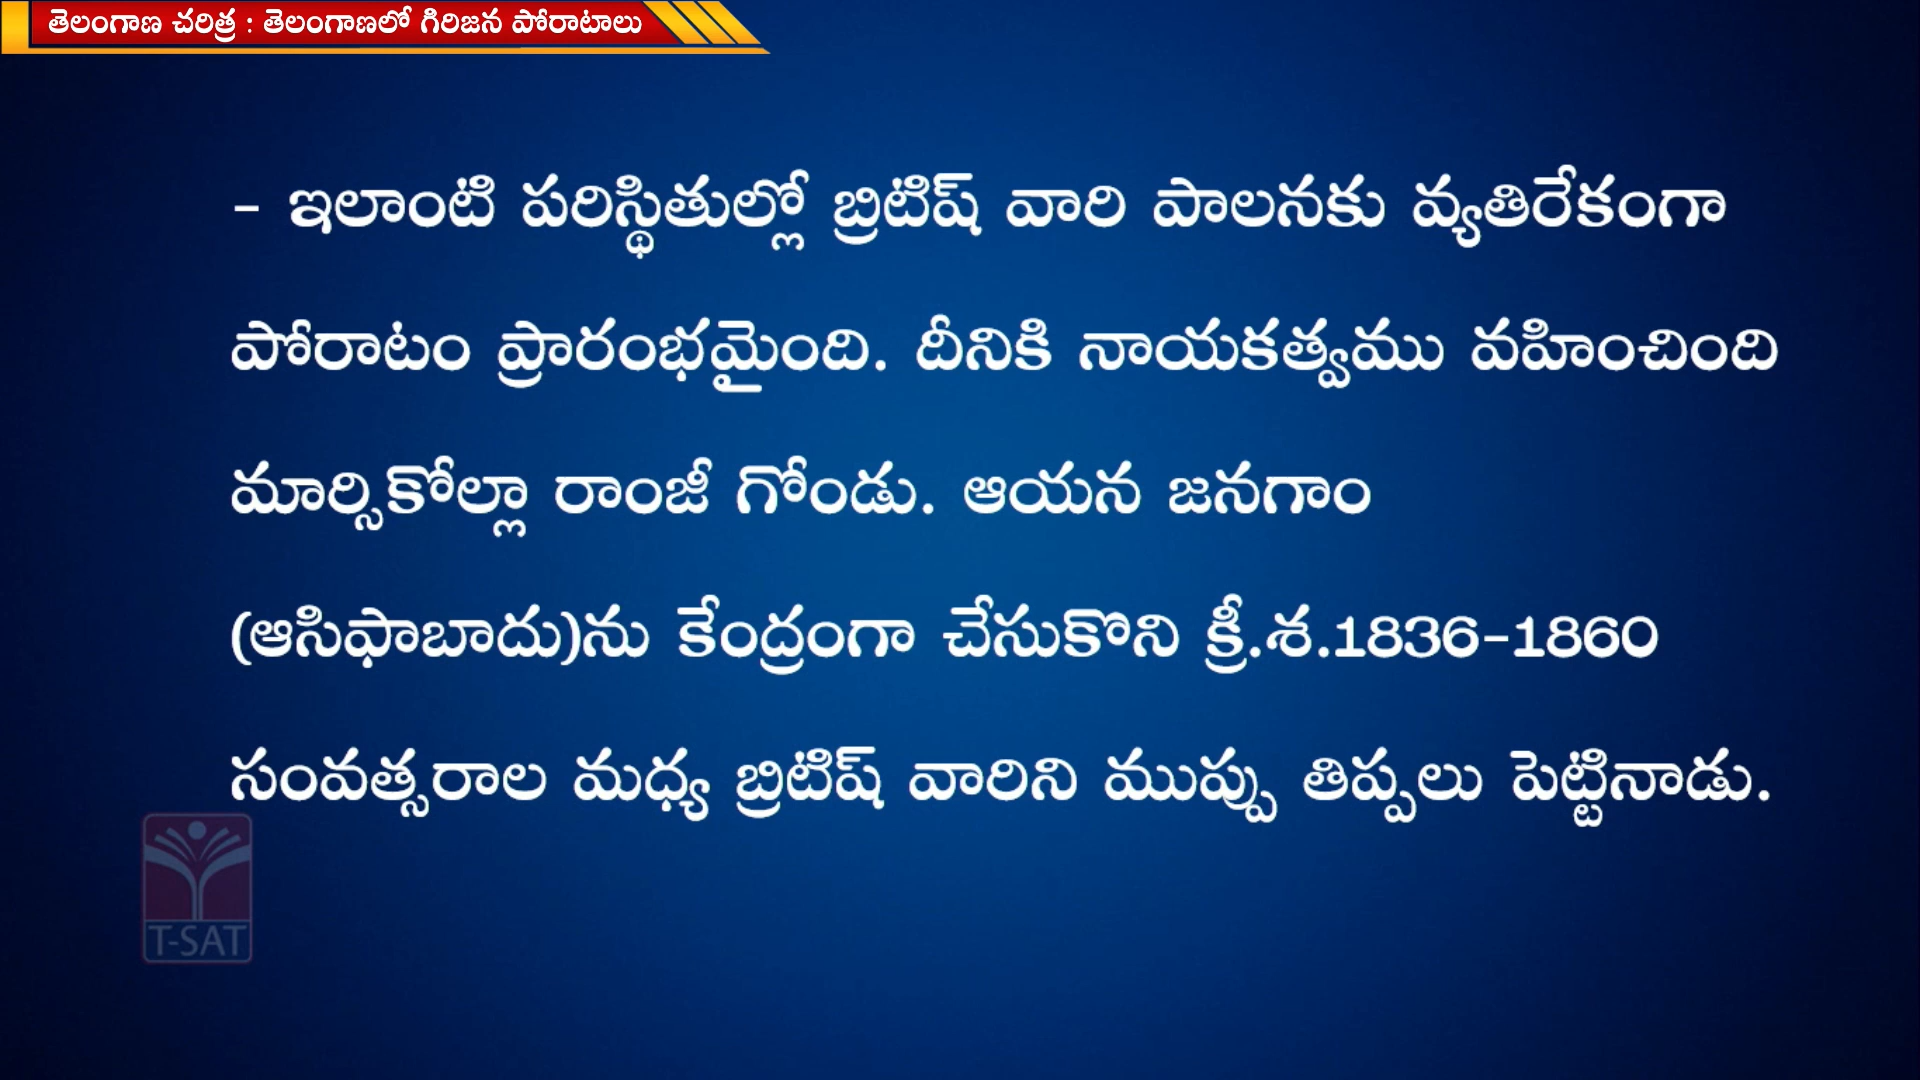 తెలంగాణ చరిత్ర : తెలంగాణలో గిరిజన పోరాటాలు
- ఇలాంటి పరిస్థితుల్లో బ్రిటిష్ వారి పాలనకు వ్యతిరేకంగా
పోరాటం ప్రారంభమైంది. దీనికి నాయకత్వము వహించింది
మార్సికోల్లా రాంజీ గోండు. ఆయన జనగాం
(ఆసిఫాబాదు)ను కేంద్రంగా చేసుకొని క్రీ.శ.1836-1860
సంవత్సరాల మధ్య బ్రిటిష్ వారిని ముప్పు తిప్పలు పెట్టినాడు.
T-SAT